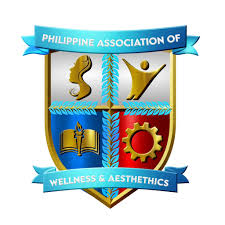 PHILIPPINE ASSOCIATION OF
WELLNESS & AESTHETHICS